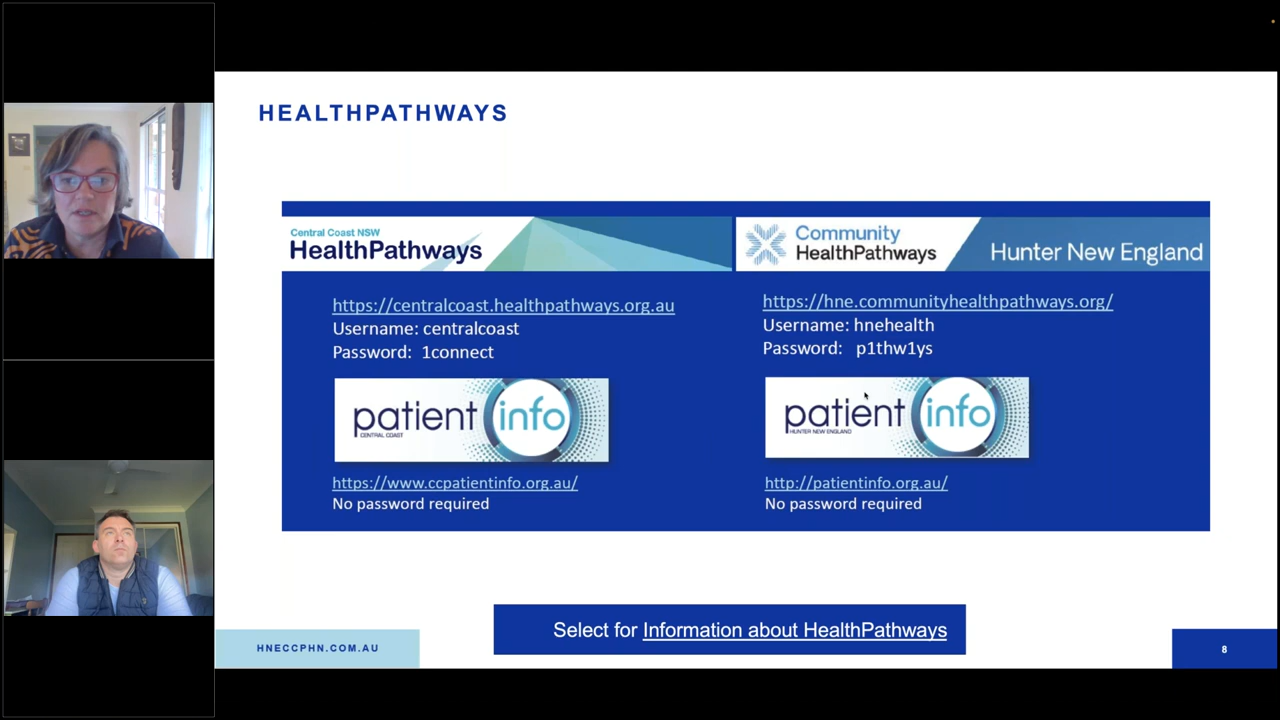 HEALTHPATHWAYS
Central Coast NSW
HealthPathways
Community
HealthPathways
Hunter New England
https://centralcoast.healthpathways.org.au
Username: centralcoast
Password: 1connect
patient info
CENTRAL COAST
https://www.ccpatientinfo.org.au/
No password required
https://hne.communityhealthpathways.org/
Username: hnehealth
Password: p1thw1ys
patient info
HUNTER NEW ENGLAND
http://patientinfo.org.au/
No password required
Select for Information about HealthPathways
HNECCPHN.COM.AU
8